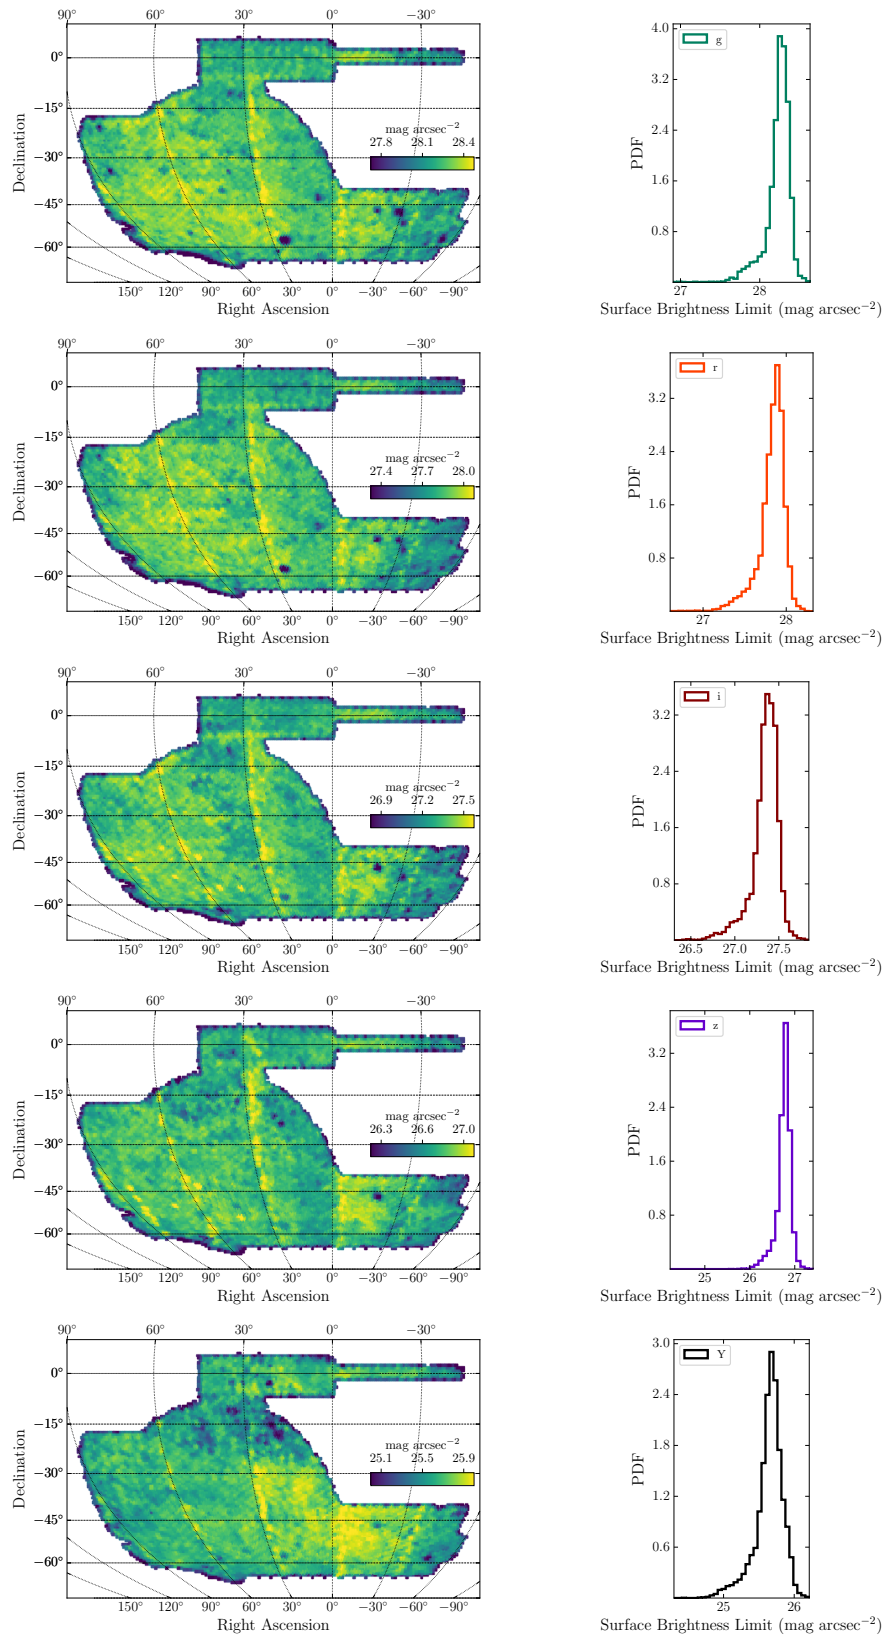 90° 60° 30° 0° −30°
0°
−15°
−30°
−45°
−60°
Declination
mag arcsec−2
27.8 28.1 28.4
150° 120° 90° 60° 30° 0° −30° −60° −90°
Right Ascension
g
4.0
3.2
2.4
1.6
0.8
PDF
27 28
Surface Brightness Limit (mag arcsec−2)
90° 60° 30° 0° −30°
0°
−15°
−30°
−45°
−60°
Declination
mag arcsec−2
27.4 27.7 28.0
150° 120° 90° 60° 30° 0° −30° −60° −90°
Right Ascension
r
3.2
2.4
1.6
0.8
PDF
27 28
Surface Brightness Limit (mag arcsec−2)
90° 60° 30° 0° −30°
0°
−15°
−30°
−45°
−60°
Declination
mag arcsec−2
26.9 27.2 27.5
150° 120° 90° 60° 30° 0° −30° −60° −90°
Right Ascension
i
3.2
2.4
1.6
0.8
PDF
26.5 27.0 27.5
Surface Brightness Limit (mag arcsec−2)
90° 60° 30° 0° −30°
0°
−15°
−30°
−45°
−60°
Declination
mag arcsec−2
26.3 26.6 27.0
150° 120° 90° 60° 30° 0° −30° −60° −90°
Right Ascension
z
3.2
2.4
1.6
0.8
PDF
25 26 27
Surface Brightness Limit (mag arcsec−2)
90° 60° 30° 0° −30°
0°
−15°
−30°
−45°
−60°
Declination
mag arcsec−2
25.1 25.5 25.9
150° 120° 90° 60° 30° 0° −30° −60° −90°
Right Ascension
Y
3.0
2.4
1.8
1.2
0.6
PDF
25 26
Surface Brightness Limit (mag arcsec−2)